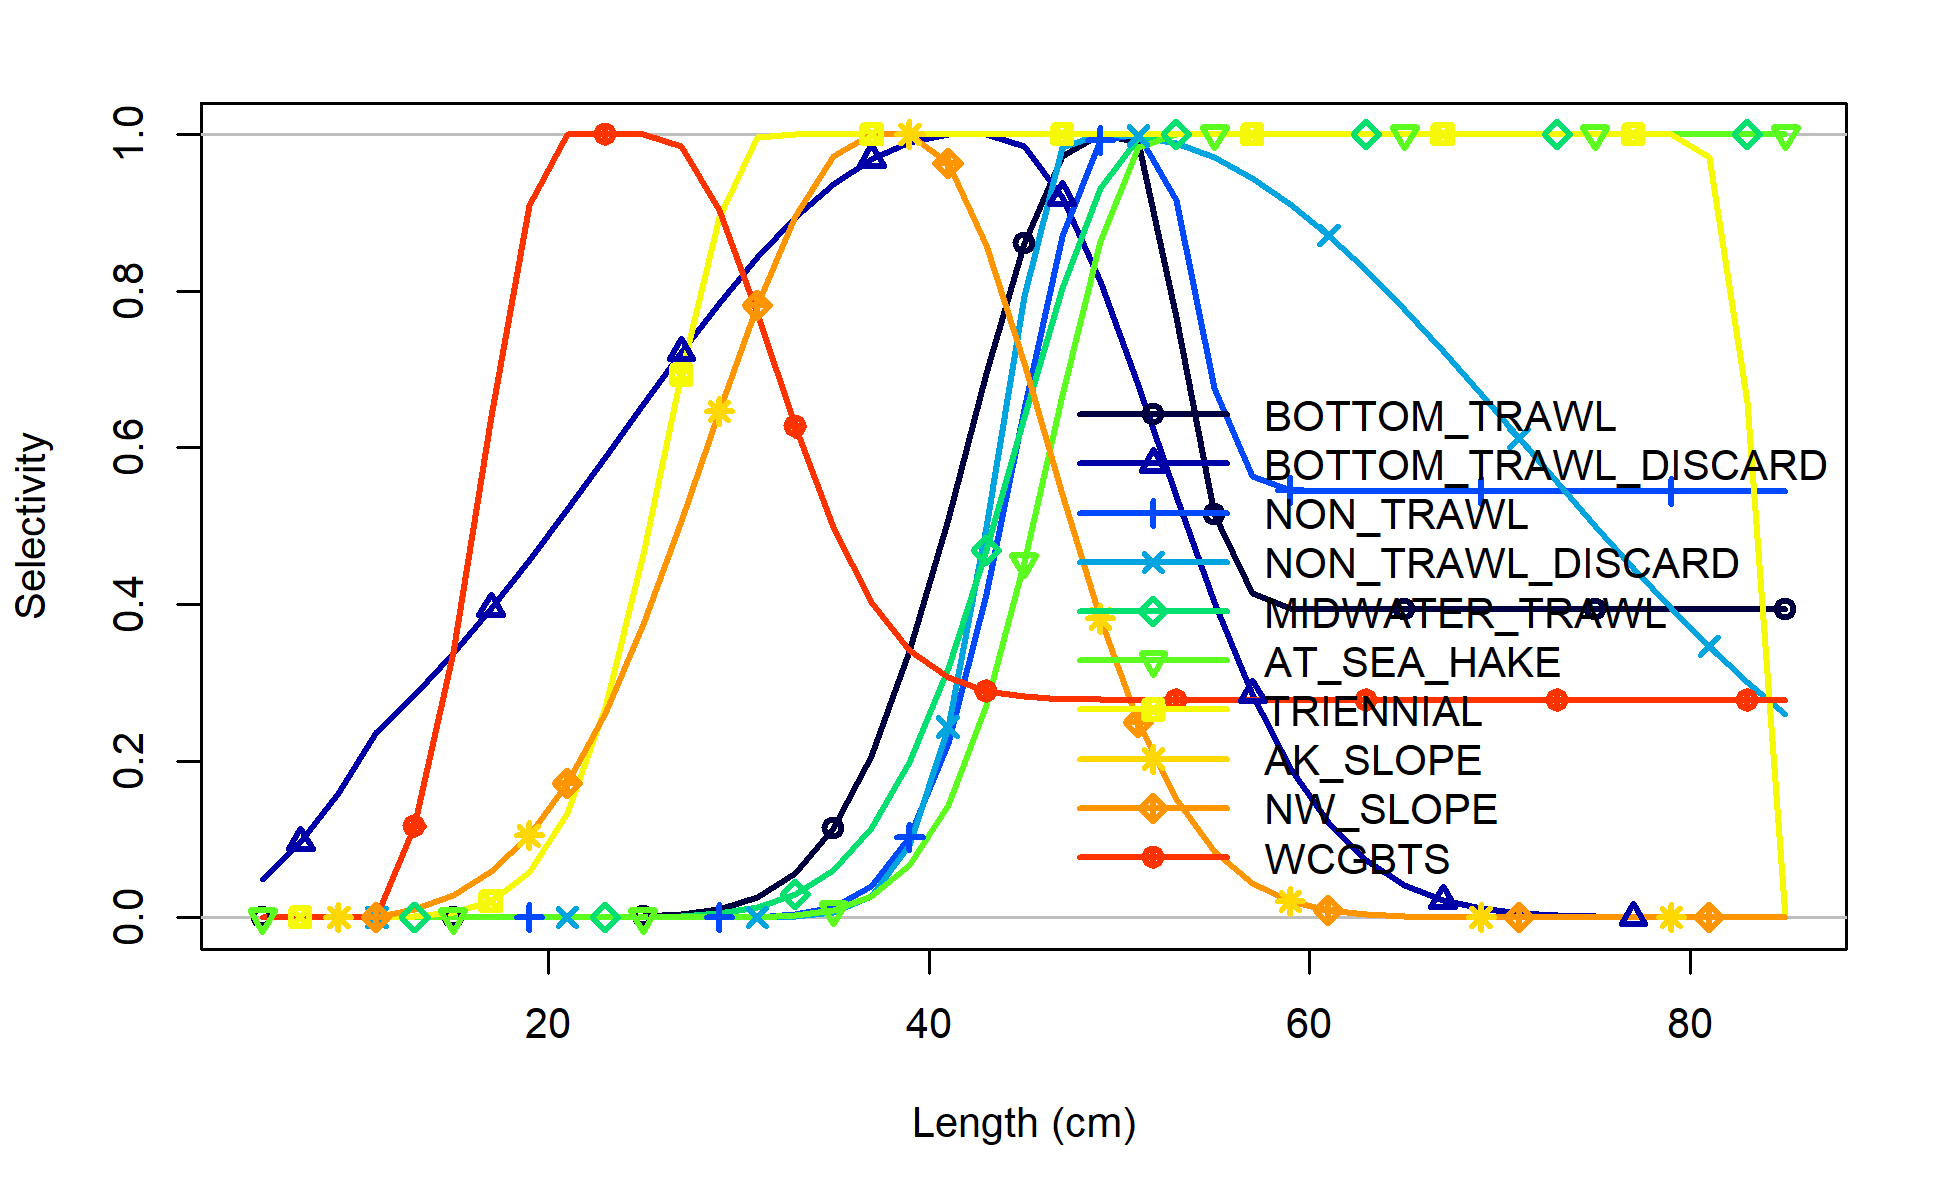 1.0
0.8
0.6
0.4
0.2
0.0
Selectivity
BOTTOM_TRAWL
BOTTOM_TRAWL_DISCARD
NON_TRAWL
NON_TRAWL_DISCARD
MIDWATER_TRAWL
AT_SEA_HAKE
TRIENNIAL
AK_SLOPE
NW_SLOPE
WCGBTS
20 40 60 80
Length (cm)